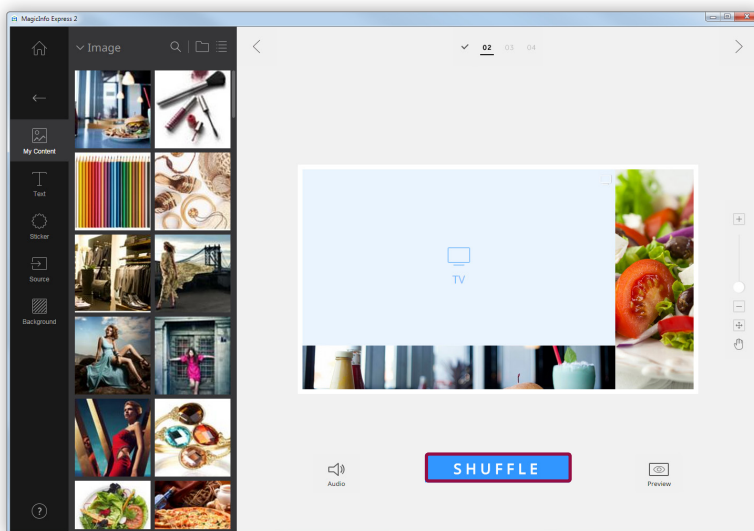 MagicInfo Express 2
Image
02 03 04
My Content
Text
Sticker
Source
Background
TV
Audio
SHUFFLE
Preview
?